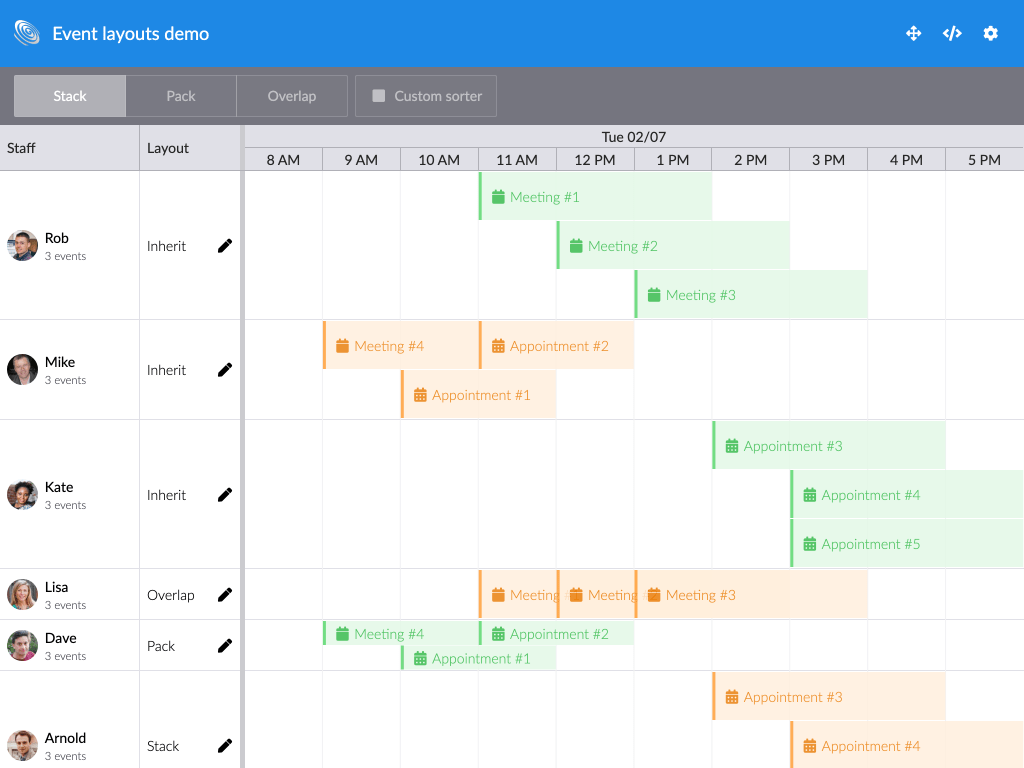 Event layouts demo
Stack Pack Overlap Custom sorter
Staff Layout Tue 02/07
8 AM 9 AM 10 AM 11 AM 12 PM 1 PM 2 PM 3 PM 4 PM 5 PM
Meeting #1
Rob
3 events
Inherit
Meeting #2
Meeting #3
Meeting #4 Appointment #2
Mike
3 events
Inherit
Appointment #1
Appointment #3
Kate
3 events
Inherit
Appointment #4
Appointment #5
Lisa
3 events
Overlap
Meeting Meeting Meeting #3
Dave
3 events
Pack
Meeting #4 Appointment #2
Appointment #1
Appointment #3
Arnold
3 events
Stack
Appointment #4